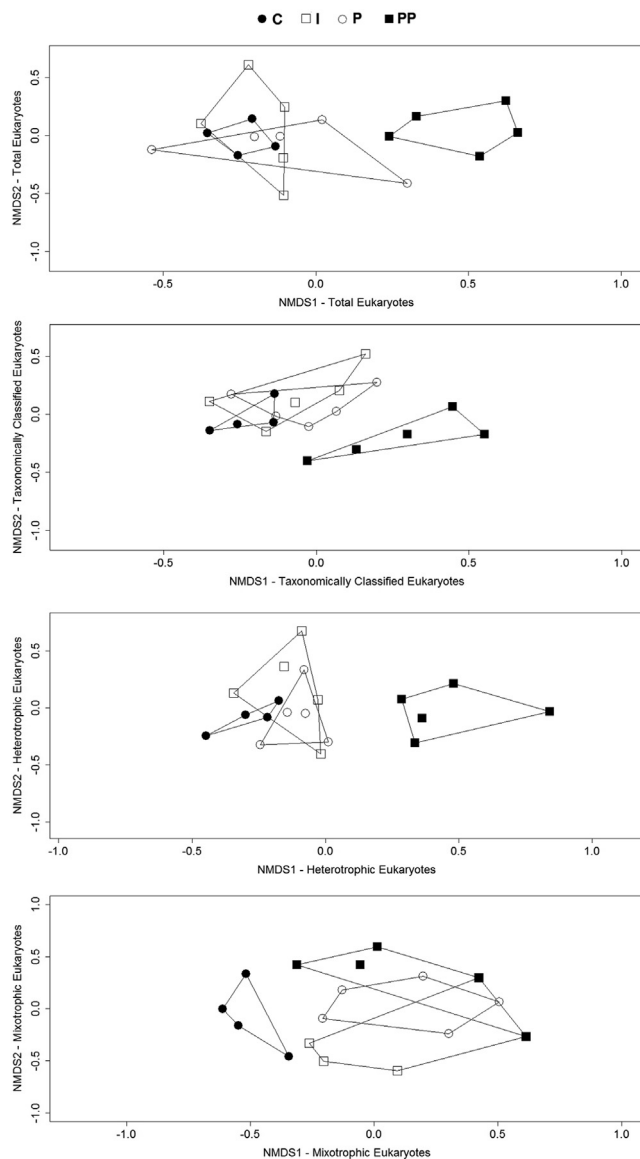 C I P PP
NMDS2 - Total Eukaryotes
0.5
0.0
-0.5
-1.0
-0.5 0.0 0.5 1.0
NMDS1 - Total Eukaryotes
NMDS2 - Taxonomically Classified Eukaryotes
0.5
0.0
-0.5
-1.0
-0.5 0.0 0.5 1.0
NMDS1 - Taxonomically Classified Eukaryotes
NMDS2 - Heterotrophic Eukaryotes
0.5
0.0
-0.5
-1.0
-1.0 -0.5 0.0 0.5 1.0
NMDS1 - Heterotrophic Eukaryotes
NMDS2 - Mixotrophic Eukaryotes
1.0
0.5
0.0
-0.5
-1.0
-1.0 -0.5 0.0 0.5 1.0
NMDS1 - Mixotrophic Eukaryotes